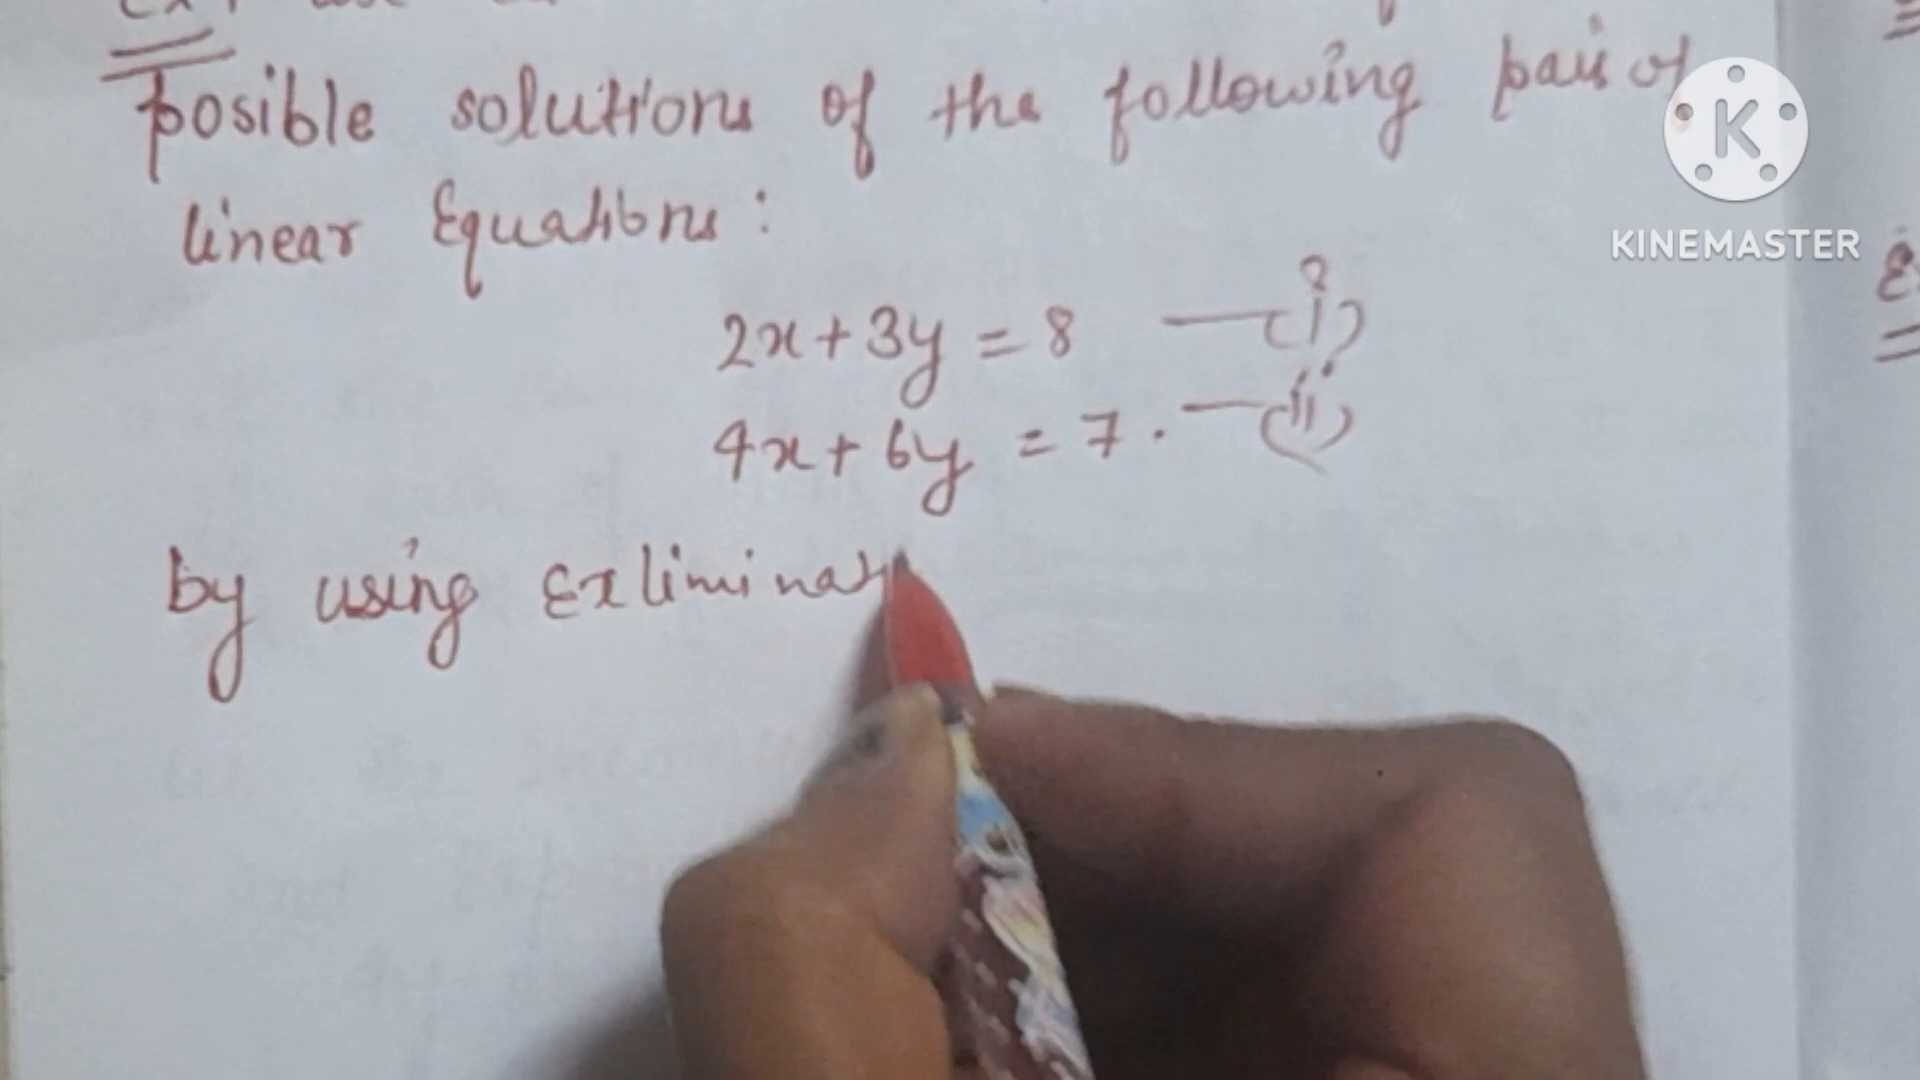 posible solutions of the following pair of
linear Equations:
2x+3y = 8 —(i)
4x+6y = 7. —(ii)
by using Exliminat
K
KINEMASTER